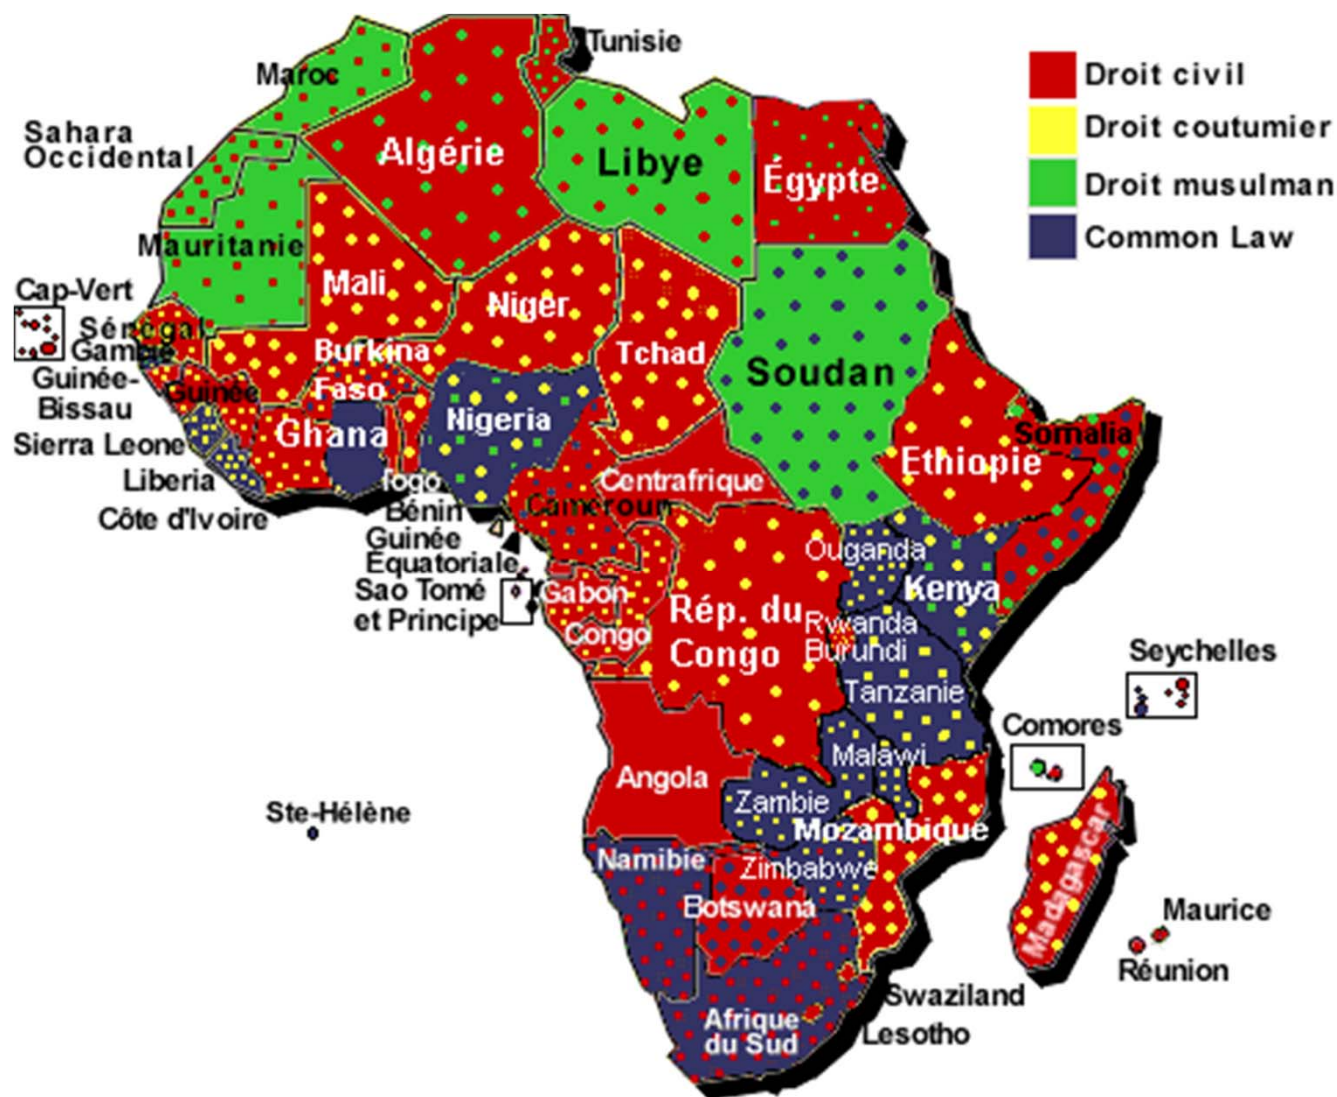 Tunisie
Maroc
Droit civil
Droit coutumier
Droit musulman
Common Law
Sahara
Occidental
Algérie
Libye
Égypte
Mauritanie
Mali
Niger
Tchad
Soudan
Cap-Vert
Sénégal
Gambie
Guinée-
Bissau
Guinée
Burkina
Faso
Sierra Leone
Liberia
Côte d'Ivoire
Ghana
Nigeria
Togo
Bénin
Guinée
Equatoriale
Sao Tomé
et Principe
Centrafrique
Cameroun
Ethiopie
Somalia
Ouganda
Kenya
Gabon
Congo
Rép. du
Congo
Rwanda
Burundi
Tanzanie
Seychelles
Comores
Malawi
Angola
Zambie
Mozambique
Ste-Hélène
Namibie
Zimbabwe
Botswana
Madagascar
Maurice
Réunion
Swaziland
Lesotho
Afrique
du Sud